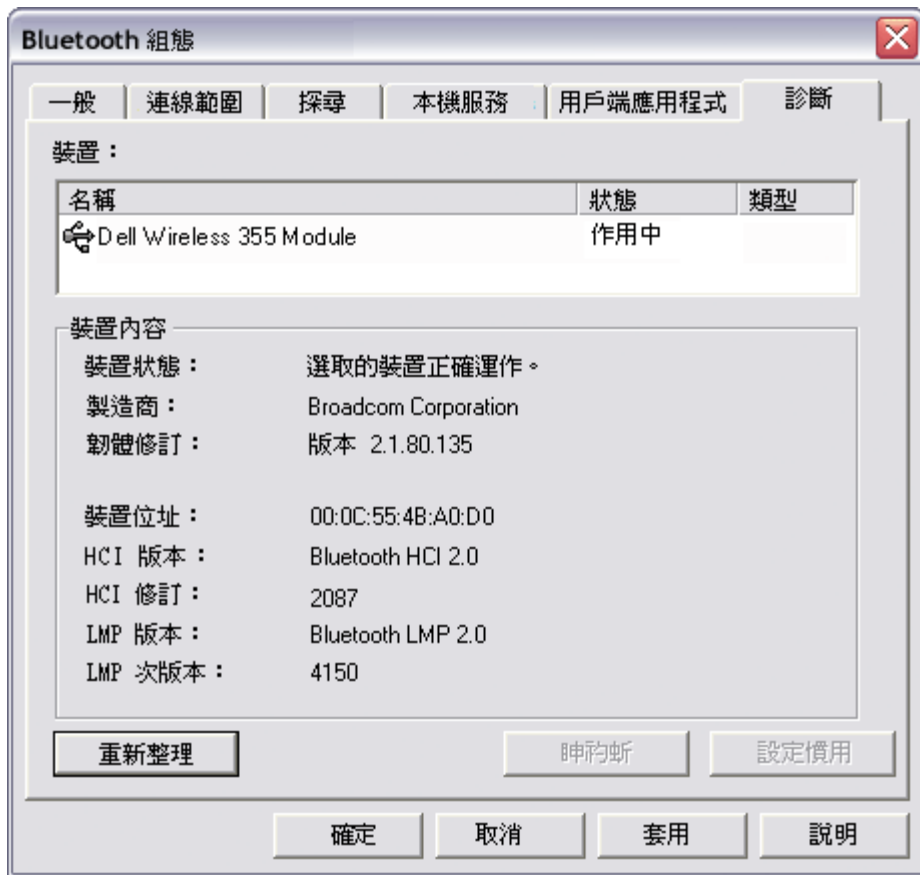 Bluetooth 組態
一般 連線範圍 探尋 本機服務 用戶端應用程式 診斷
裝置：
名稱 狀態 類型
Dell Wireless 355 Module 作用中
裝置內容
裝置狀態： 選取的裝置正確運作。
製造商： Broadcom Corporation
韌體修訂： 版本 2.1.80.135
裝置位址： 00:0C:55:4B:A0:D0
HCI 版本： Bluetooth HCI 2.0
HCI 修訂： 2087
LMP 版本： Bluetooth LMP 2.0
LMP 次版本： 4150
重新整理 設定慣用
確定 取消 套用 說明